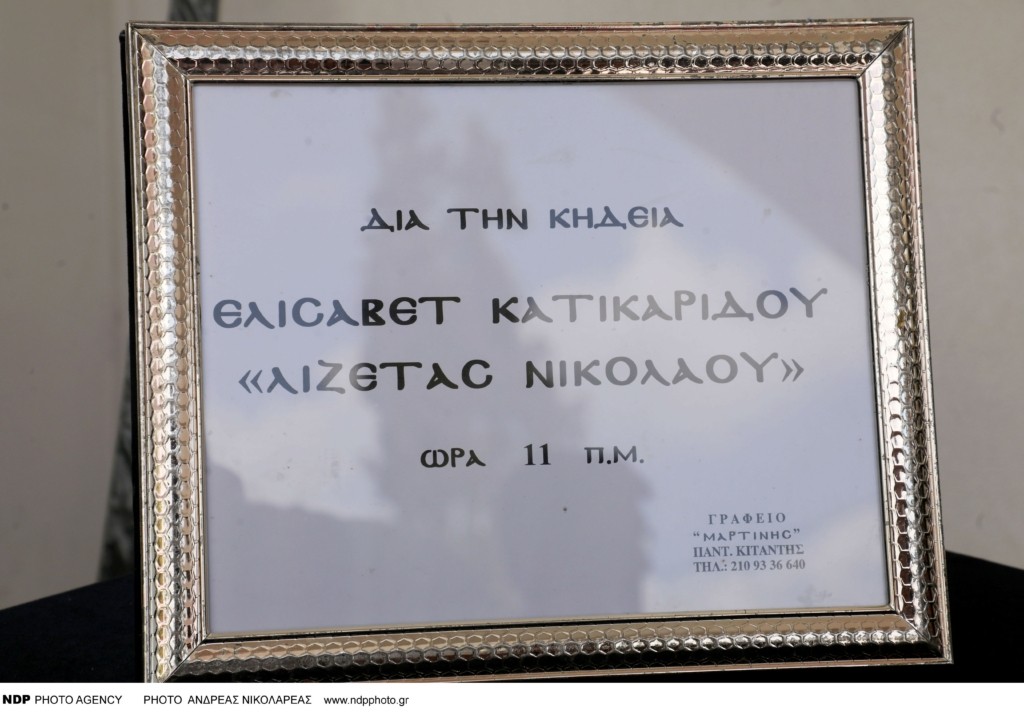 ΔΙΑ ΤΗΝ ΚΗΔΕΙΑ
ΕΛΙCΑΒΕΤ ΚΑΤΙΚΑΡΙΔΟΥ
«ΛΙΖΕΤΑC ΝΙΚΟΛΑΟΥ»
ωΡΑ 11 Π.Μ.
ΓΡΑΦΕΙΟ
"ΜΑΡΤΙΝΗC"
ΠΑΝΤ. ΚΙΤΑΝΤΗΣ
ΤΗΛ.: 210 93 36 640
NDP PHOTO AGENCY PHOTO ΑΝΔΡΕΑΣ ΝΙΚΟΛΑΡΕΑΣ www.ndpphoto.gr